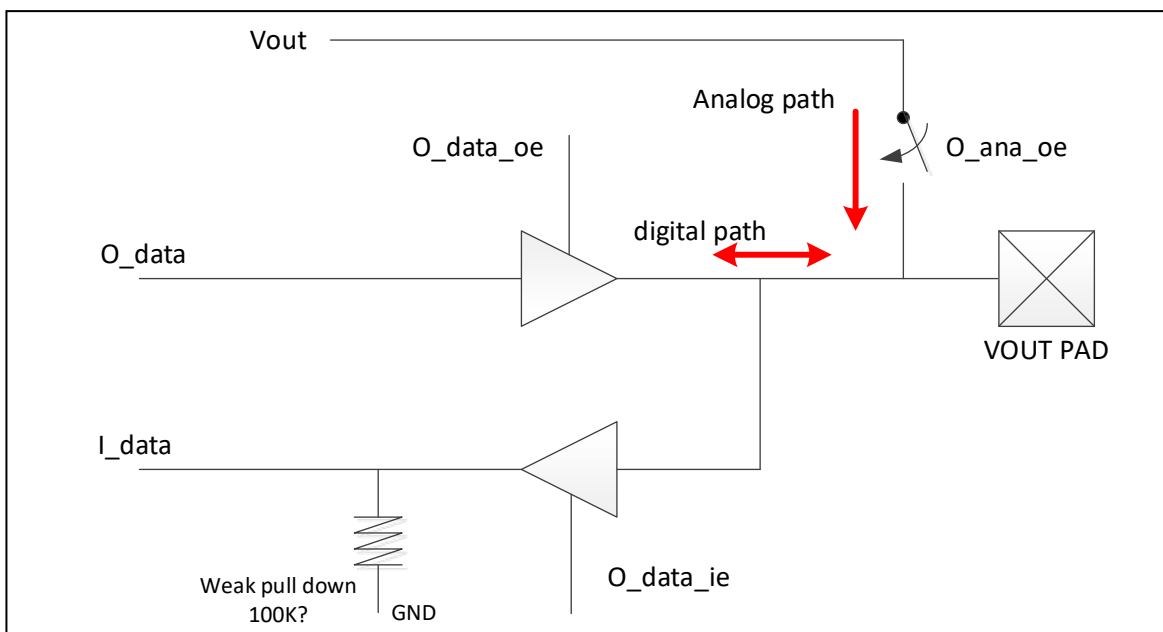 Vout
Analog path
O_data_oe
O_ana_oe
digital path
O_data
VOUT PAD
I_data
O_data_ie
Weak pull down
100K?
GND